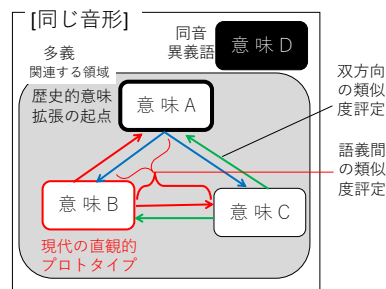 [同じ音形]
同音
異義語
意味D
多義
関連する領域
歴史的意味
拡張の起点
意味A
双方向
の類似
度評定
語義間
の類似
度評定
意味B
意味C
現代の直観的
プロトタイプ